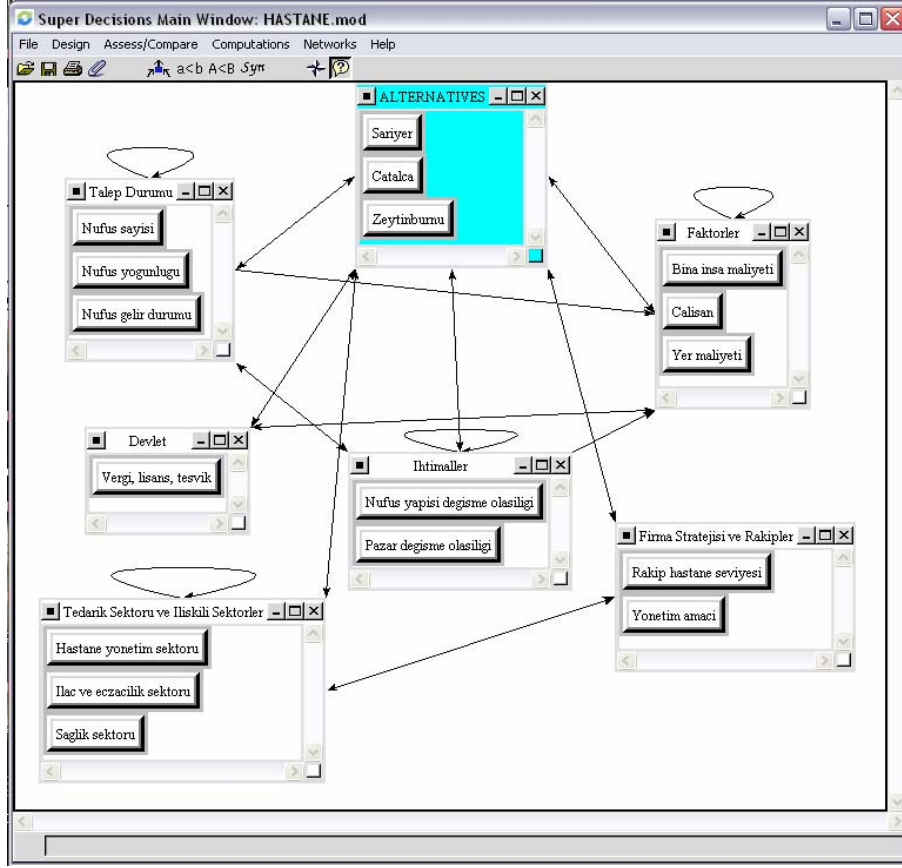 Super Decisions Main Window: HASTANE.mod
File Design Assess/Compare Computations Networks Help
a<b A<B Syn
ALTERNATIVES
Sariyer
Catalca
Zeytinburnu
Talep Durumu
Nufus sayisi
Nufus yogunlugu
Nufus gelir durumu
Faktorler
Bina insa maliyeti
Calisan
Yer maliyeti
Devlet
Vergi, lisans, tesvik
Ihtimaller
Nufus yapisi degisme olasiligi
Pazar degisme olasiligi
Firma Stratejisi ve Rakipler
Rakip hastane seviyesi
Yonetim amaci
Tedarik Sektoru ve Iliskili Sektorler
Hastane yonetim sektoru
Ilac ve eczacilik sektoru
Saglik sektoru